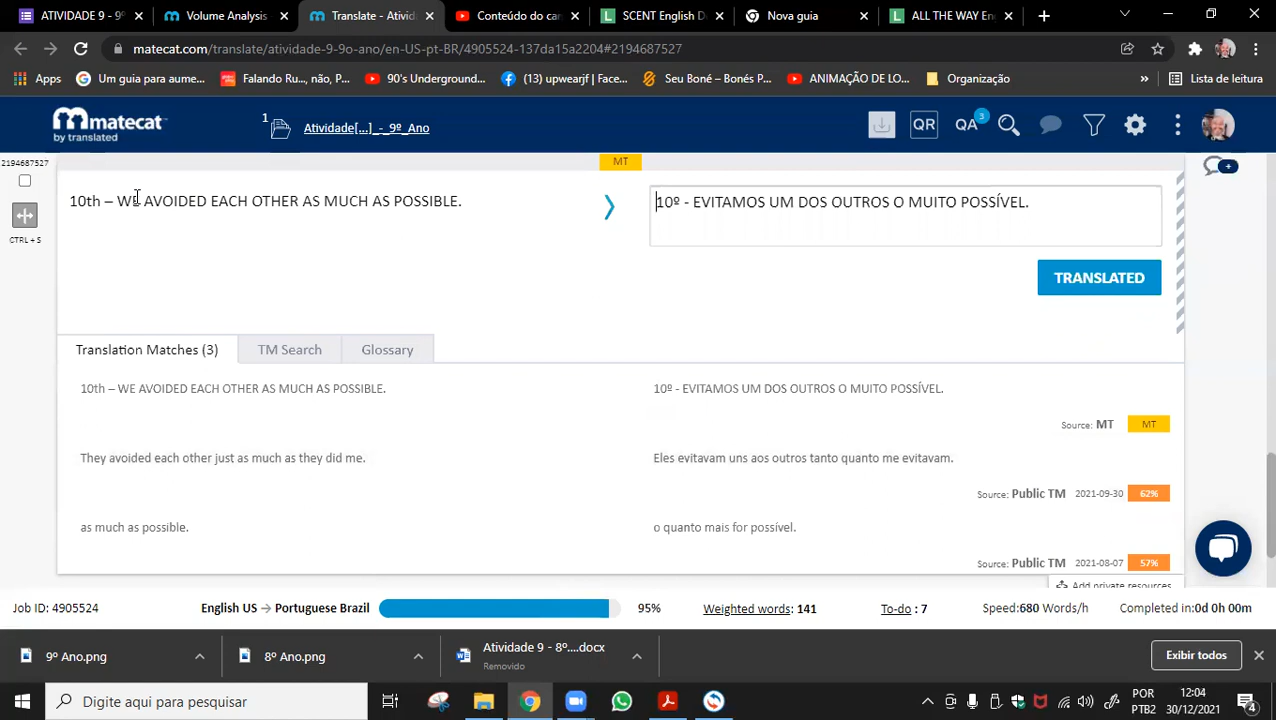 ATIVIDADE 9 - 9º
Volume Analysis
Translate - Ativid
Conteúdo do can
SCENT English D
Nova guia
ALL THE WAY En
matecat.com/translate/atividade-9-9o-ano/en-US-pt-BR/4905524-137da15a2204#2194687527
Apps
Um guia para aume...
Falando Ru..., não, P...
90's Underground...
(13) upwearjf | Face...
Seu Boné – Bonés P...
ANIMAÇÃO DE LO...
Organização
»
Lista de leitura
matecat
by translated
1
Atividade[...]_-_9º_Ano
QR
QA
3
2194687527
MT
10th – WE AVOIDED EACH OTHER AS MUCH AS POSSIBLE.
10º - EVITAMOS UM DOS OUTROS O MUITO POSSÍVEL.
CTRL + S
TRANSLATED
Translation Matches (3)
TM Search
Glossary
10th – WE AVOIDED EACH OTHER AS MUCH AS POSSIBLE.
10º - EVITAMOS UM DOS OUTROS O MUITO POSSÍVEL.
Source: MT
MT
They avoided each other just as much as they did me.
Eles evitavam uns aos outros tanto quanto me evitavam.
Source: Public TM 2021-09-30 62%
as much as possible.
o quanto mais for possível.
Source: Public TM 2021-08-07 57%
Add private resources
Job ID: 4905524
English US → Portuguese Brazil
95%
Weighted words: 141
To-do : 7
Speed:680 Words/h
Completed in:0d 0h 00m
9º Ano.png
8º Ano.png
Atividade 9 - 8º....docx
Removido
Exibir todos
Digite aqui para pesquisar
POR
PTB2
12:04
30/12/2021
4